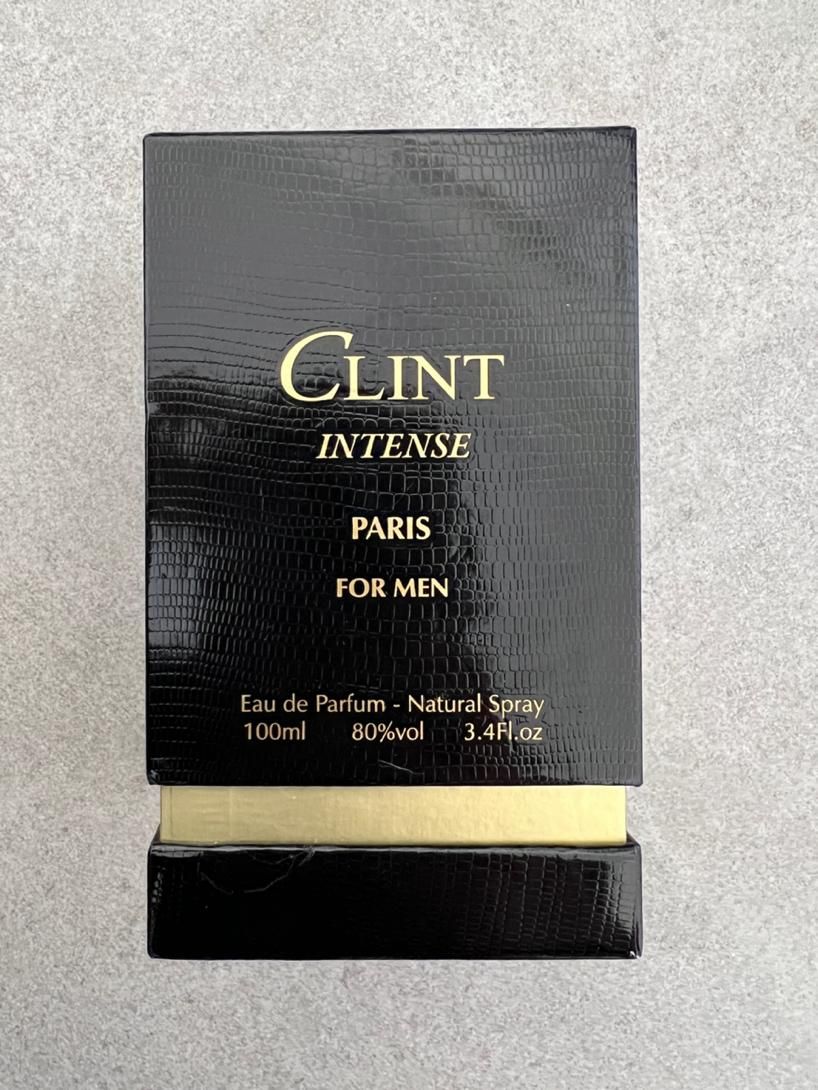 CLINT
INTENSE
PARIS
FOR MEN
Eau de Parfum - Natural Spray
100ml 80%vol 3.4Fl.oz